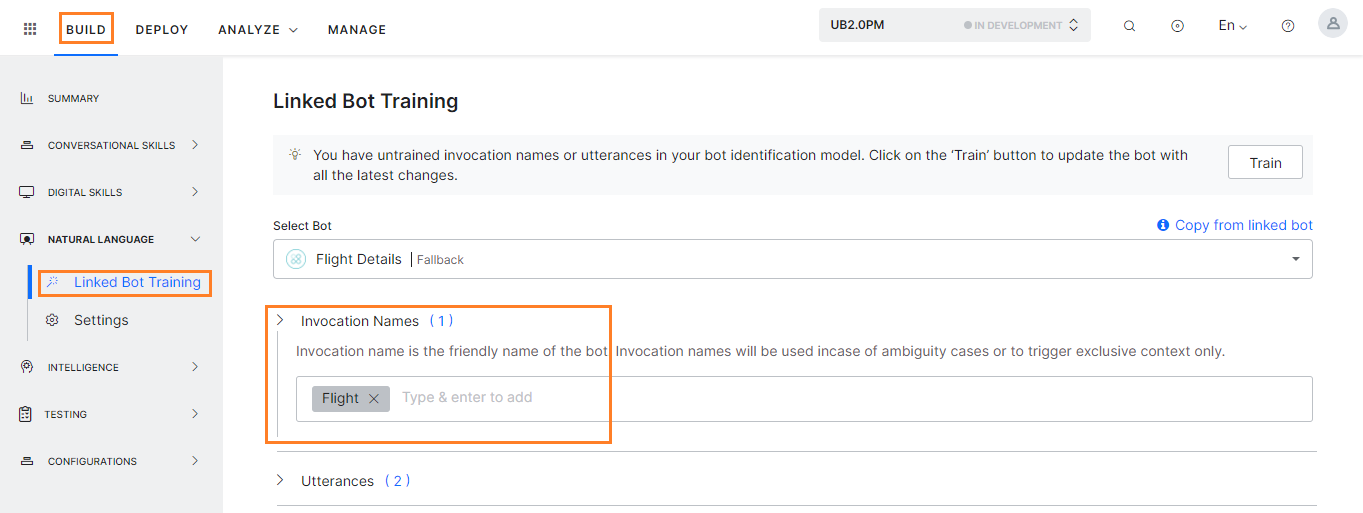 BUILD DEPLOY ANALYZE MANAGE UB2.0PM IN DEVELOPMENT En
SUMMARY
CONVERSATIONAL SKILLS
DIGITAL SKILLS
NATURAL LANGUAGE
Linked Bot Training
Settings
INTELLIGENCE
TESTING
CONFIGURATIONS
Linked Bot Training
You have untrained invocation names or utterances in your bot identification model. Click on the ‘Train’ button to update the bot with
all the latest changes.
Train
Select Bot
Copy from linked bot
Flight Details | Fallback
Invocation Names ( 1 )
Invocation name is the friendly name of the bot. Invocation names will be used incase of ambiguity cases or to trigger exclusive context only.
Flight Type & enter to add
Utterances ( 2 )